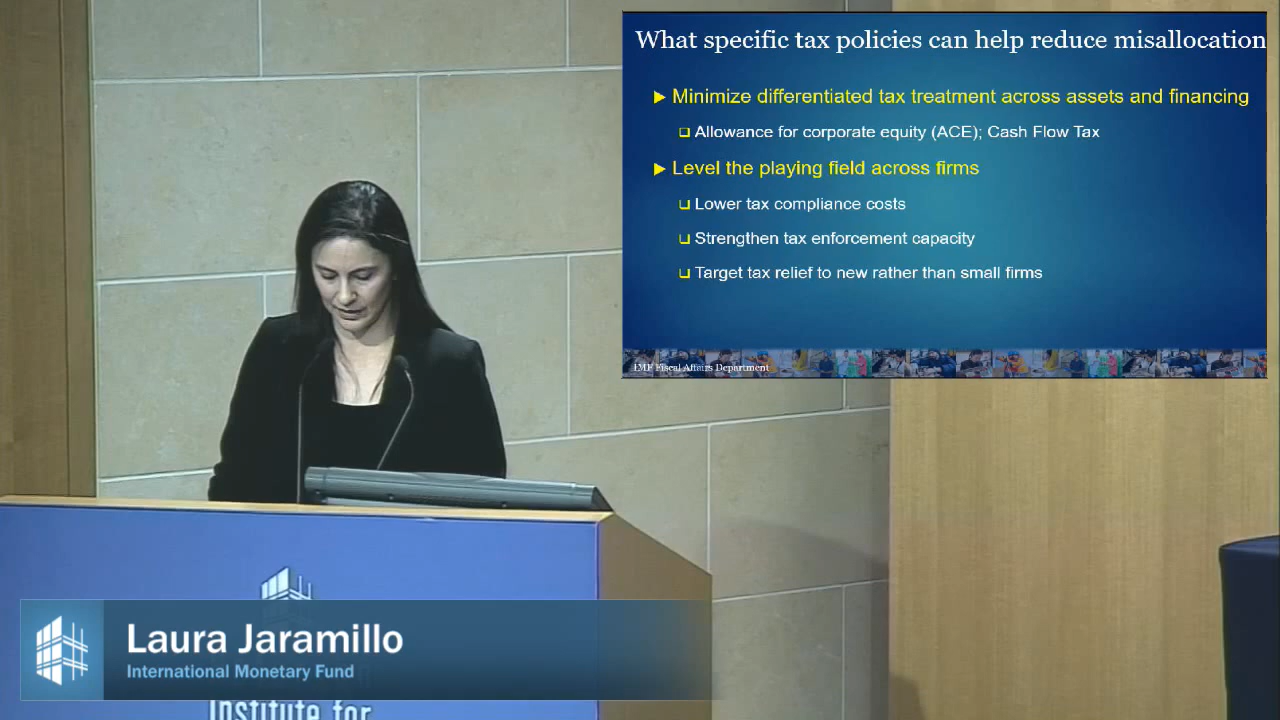 What specific tax policies can help reduce misallocation
Minimize differentiated tax treatment across assets and financing
Allowance for corporate equity (ACE); Cash Flow Tax
Level the playing field across firms
Lower tax compliance costs
Strengthen tax enforcement capacity
Target tax relief to new rather than small firms
IMF Fiscal Affairs Department
Laura Jaramillo
International Monetary Fund
Institute for